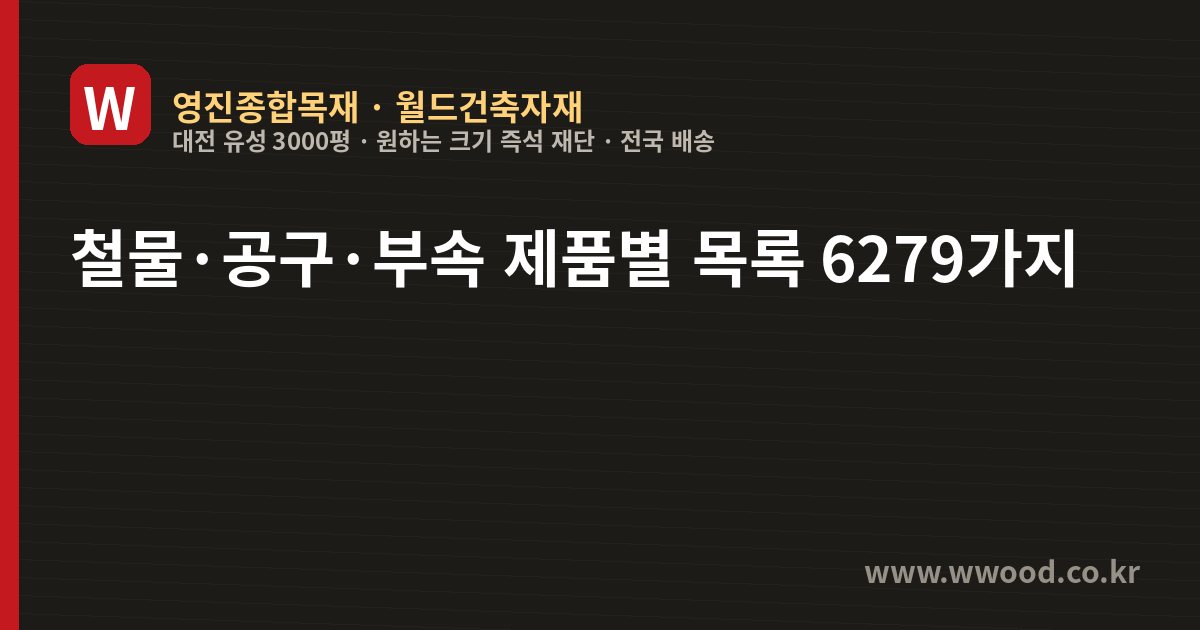 W
영진종합목재 · 월드건축자재
대전 유성 3000평 · 원하는 크기 즉석 재단 · 전국 배송
철물·공구·부속 제품별 목록 6279가지
www.wwood.co.kr